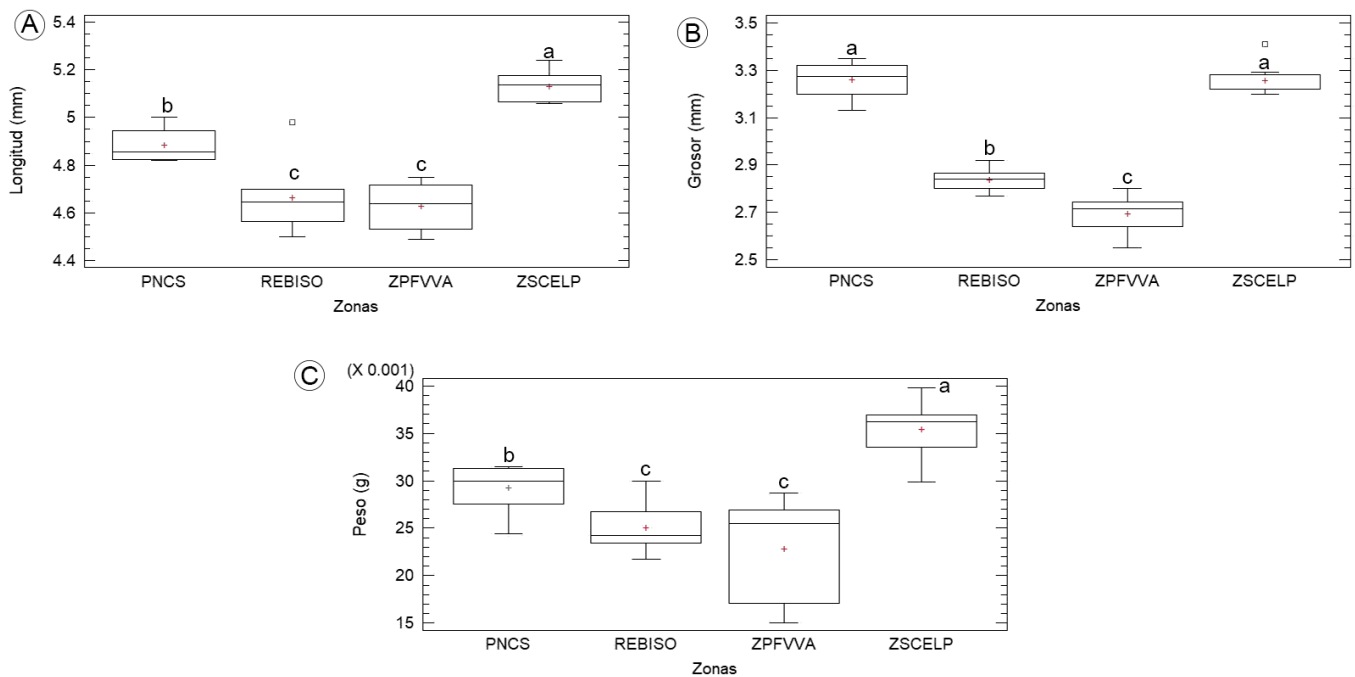 A
Longitud (mm)
5.4
5.2
5
4.8
4.6
4.4
b
c
c
a
PNCS
REBISO
ZPFVVA
ZSCELP
Zonas
B
Grosor (mm)
3.5
3.3
3.1
2.9
2.7
2.5
a
b
c
a
PNCS
REBISO
ZPFVVA
ZSCELP
Zonas
C
(X 0.001)
Peso (g)
40
35
30
25
20
15
b
c
c
a
PNCS
REBISO
ZPFVVA
ZSCELP
Zonas